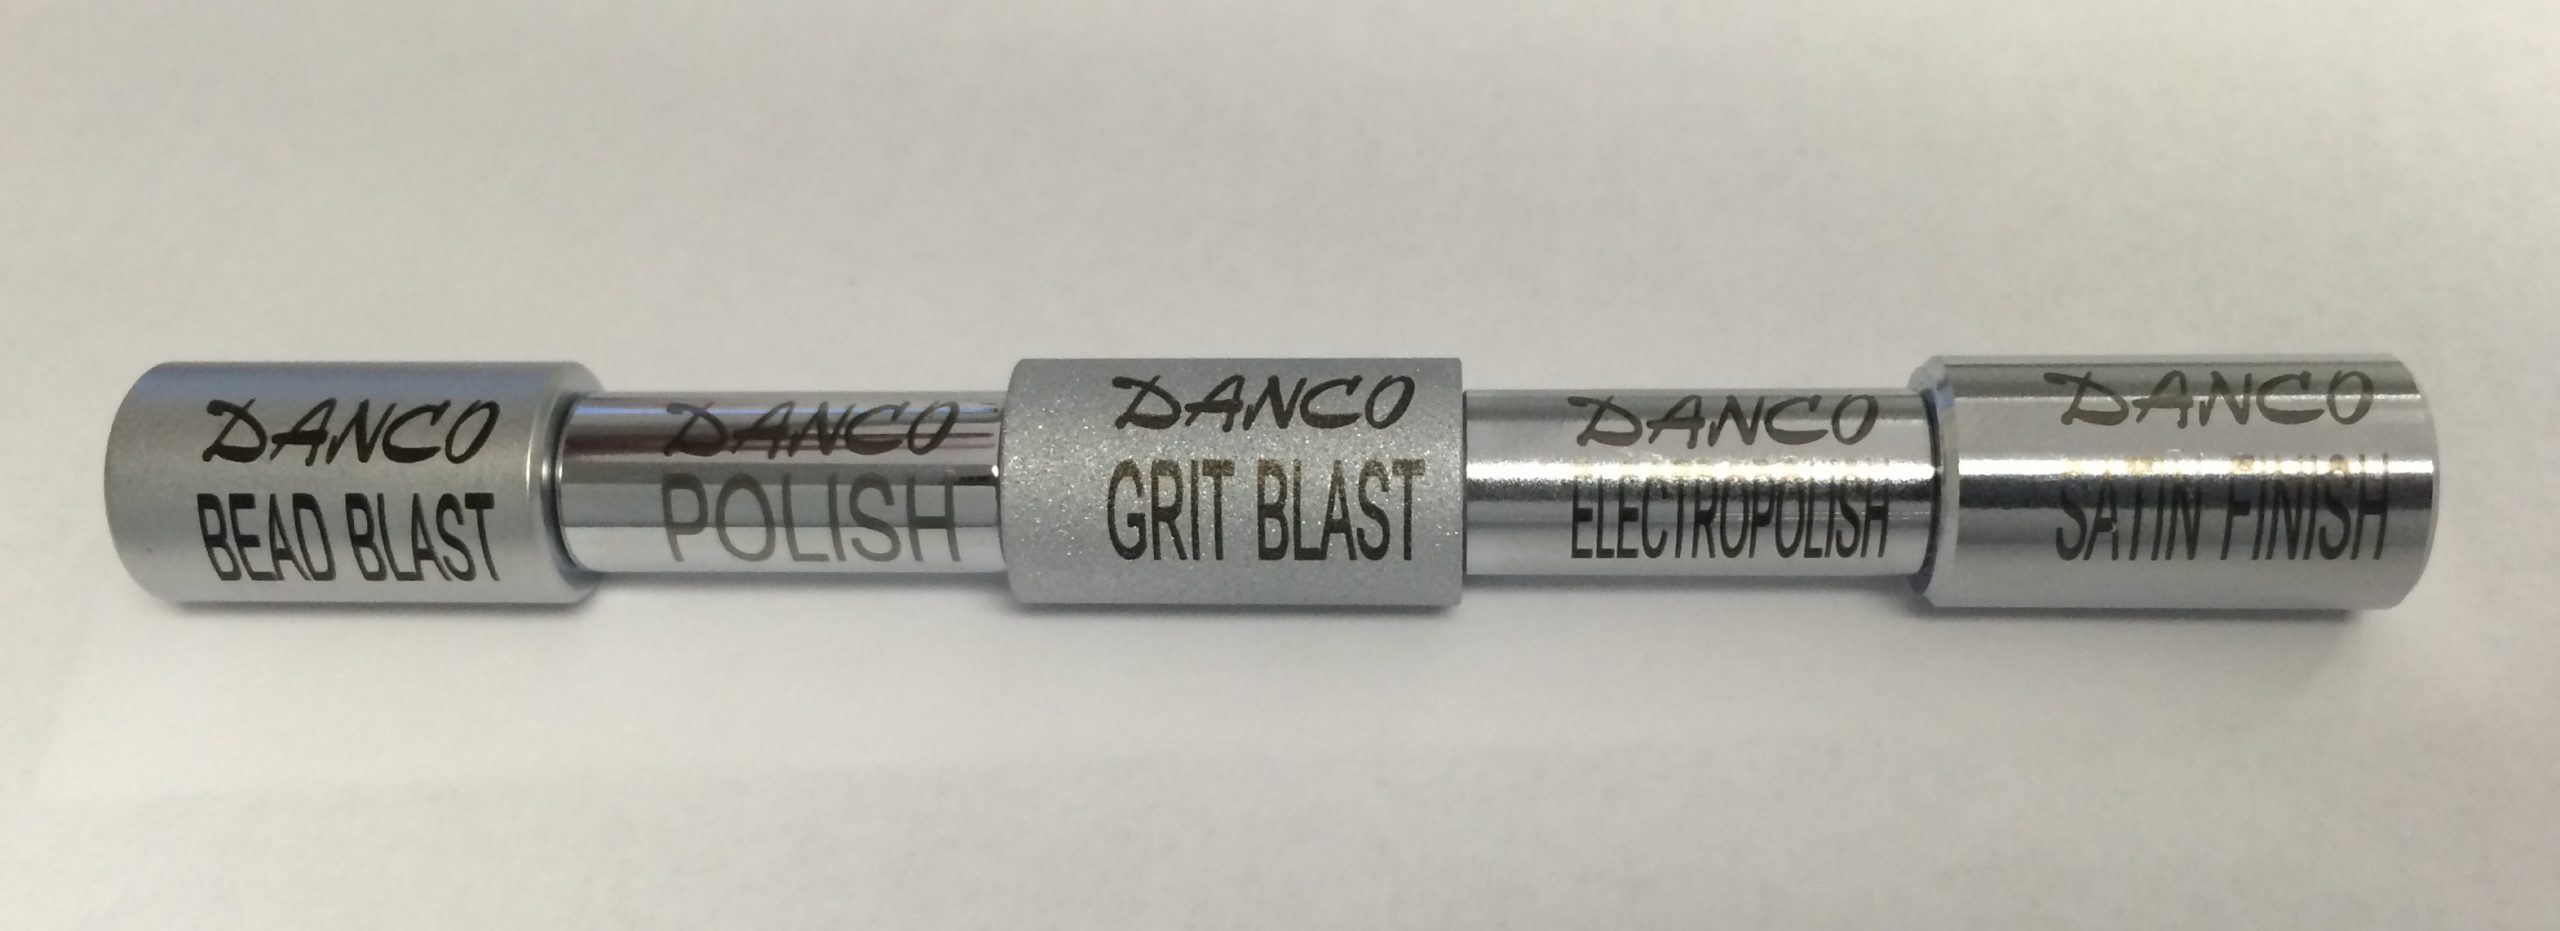 DANCO
BEAD BLAST
DANCO
POLISH
DANCO
GRIT BLAST
DANCO
ELECTROPOLISH
DANCO
SATIN FINISH